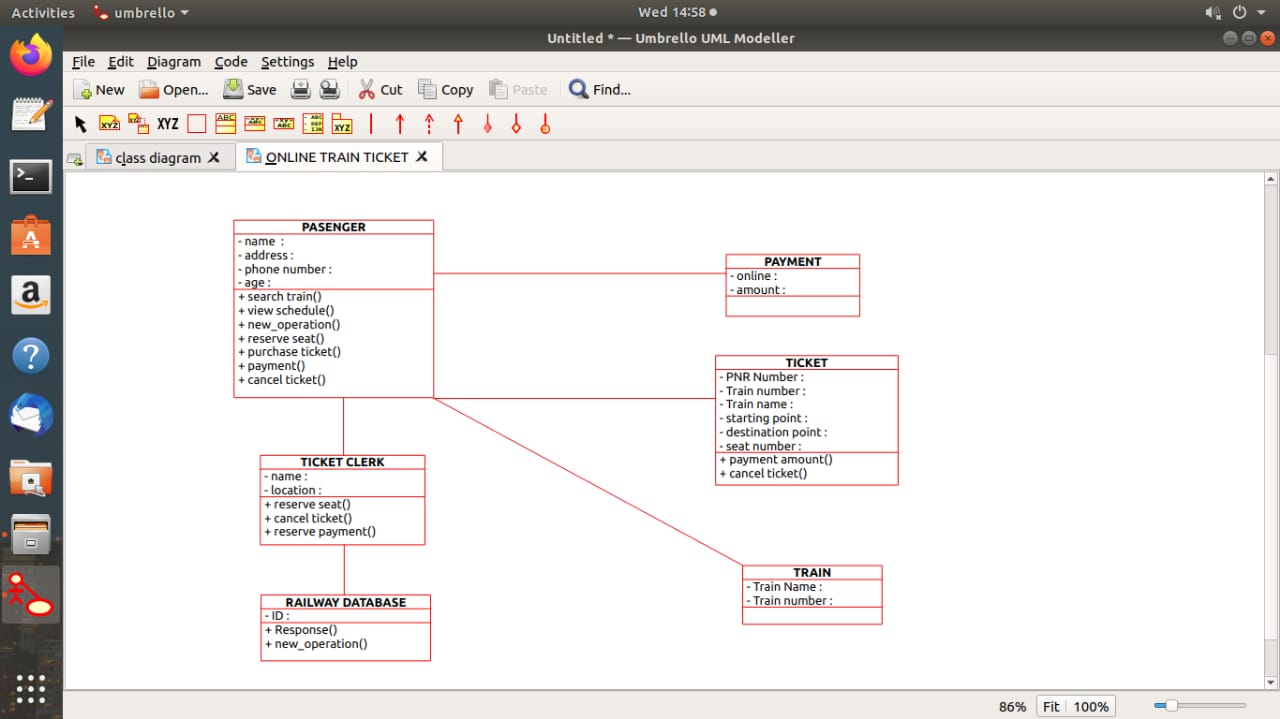 Activities umbrello Wed 14:58
Untitled * — Umbrello UML Modeller
File Edit Diagram Code Settings Help
New Open... Save Cut Copy Paste Find...
XYZ
class diagram X ONLINE TRAIN TICKET X
PASENGER
- name :
- address :
- phone number :
- age :
+ search train()
+ view schedule()
+ new_operation()
+ reserve seat()
+ purchase ticket()
+ payment()
+ cancel ticket()
PAYMENT
- online :
- amount :
TICKET
- PNR Number :
- Train number :
- Train name :
- starting point :
- destination point :
- seat number :
+ payment amount()
+ cancel ticket()
TICKET CLERK
- name :
- location :
+ reserve seat()
+ cancel ticket()
+ reserve payment()
TRAIN
- Train Name :
- Train number :
RAILWAY DATABASE
- ID :
+ Response()
+ new_operation()
86% Fit 100%